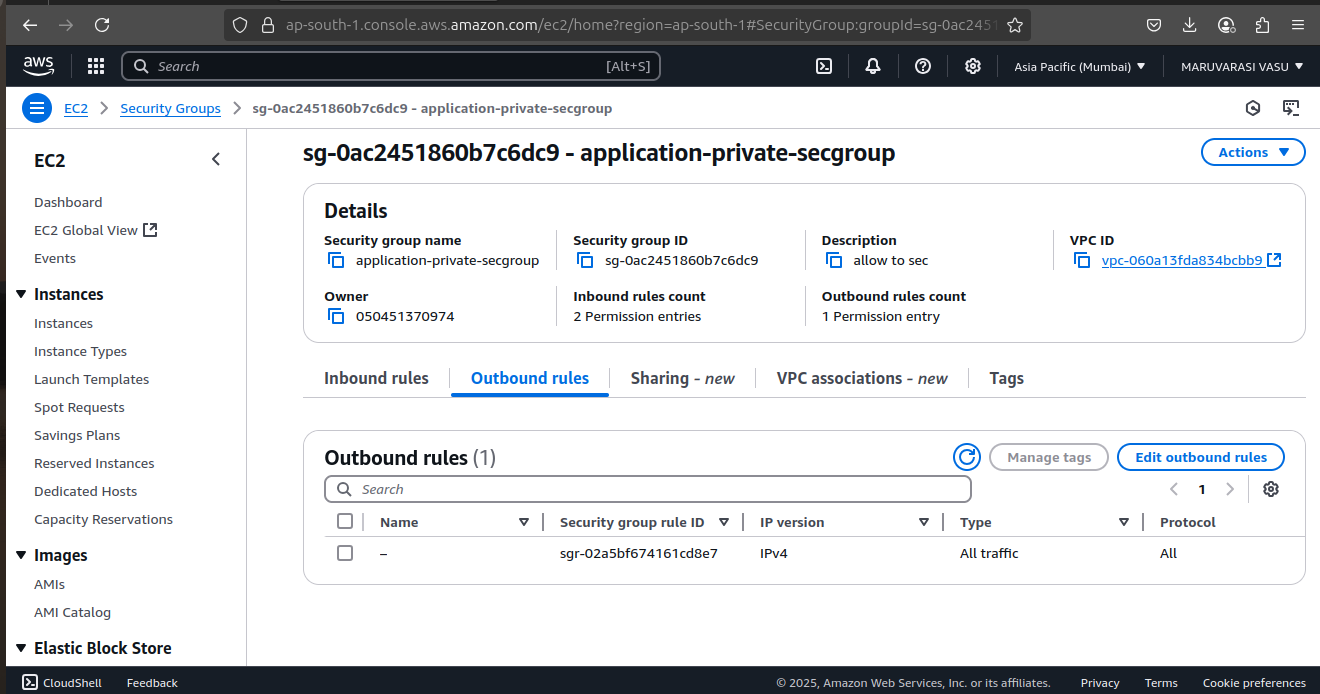 ap-south-1.console.aws.amazon.com/ec2/home?region=ap-south-1#SecurityGroup:groupId=sg-0ac2451
aws
Search [Alt+S]
Asia Pacific (Mumbai)
MARUVARASI VASU
EC2 > Security Groups > sg-0ac2451860b7c6dc9 - application-private-secgroup
EC2
Dashboard
EC2 Global View
Events
Instances
Instances
Instance Types
Launch Templates
Spot Requests
Savings Plans
Reserved Instances
Dedicated Hosts
Capacity Reservations
Images
AMIs
AMI Catalog
Elastic Block Store
sg-0ac2451860b7c6dc9 - application-private-secgroup
Actions
Details
Security group name
application-private-secgroup
Security group ID
sg-0ac2451860b7c6dc9
Description
allow to sec
VPC ID
vpc-060a13fda834bcbb9
Owner
050451370974
Inbound rules count
2 Permission entries
Outbound rules count
1 Permission entry
Inbound rules
Outbound rules
Sharing - new
VPC associations - new
Tags
Outbound rules (1)
Manage tags
Edit outbound rules
Search
1
Name
Security group rule ID
IP version
Type
Protocol
–
sgr-02a5bf674161cd8e7
IPv4
All traffic
All
CloudShell
Feedback
© 2025, Amazon Web Services, Inc. or its affiliates.
Privacy
Terms
Cookie preferences